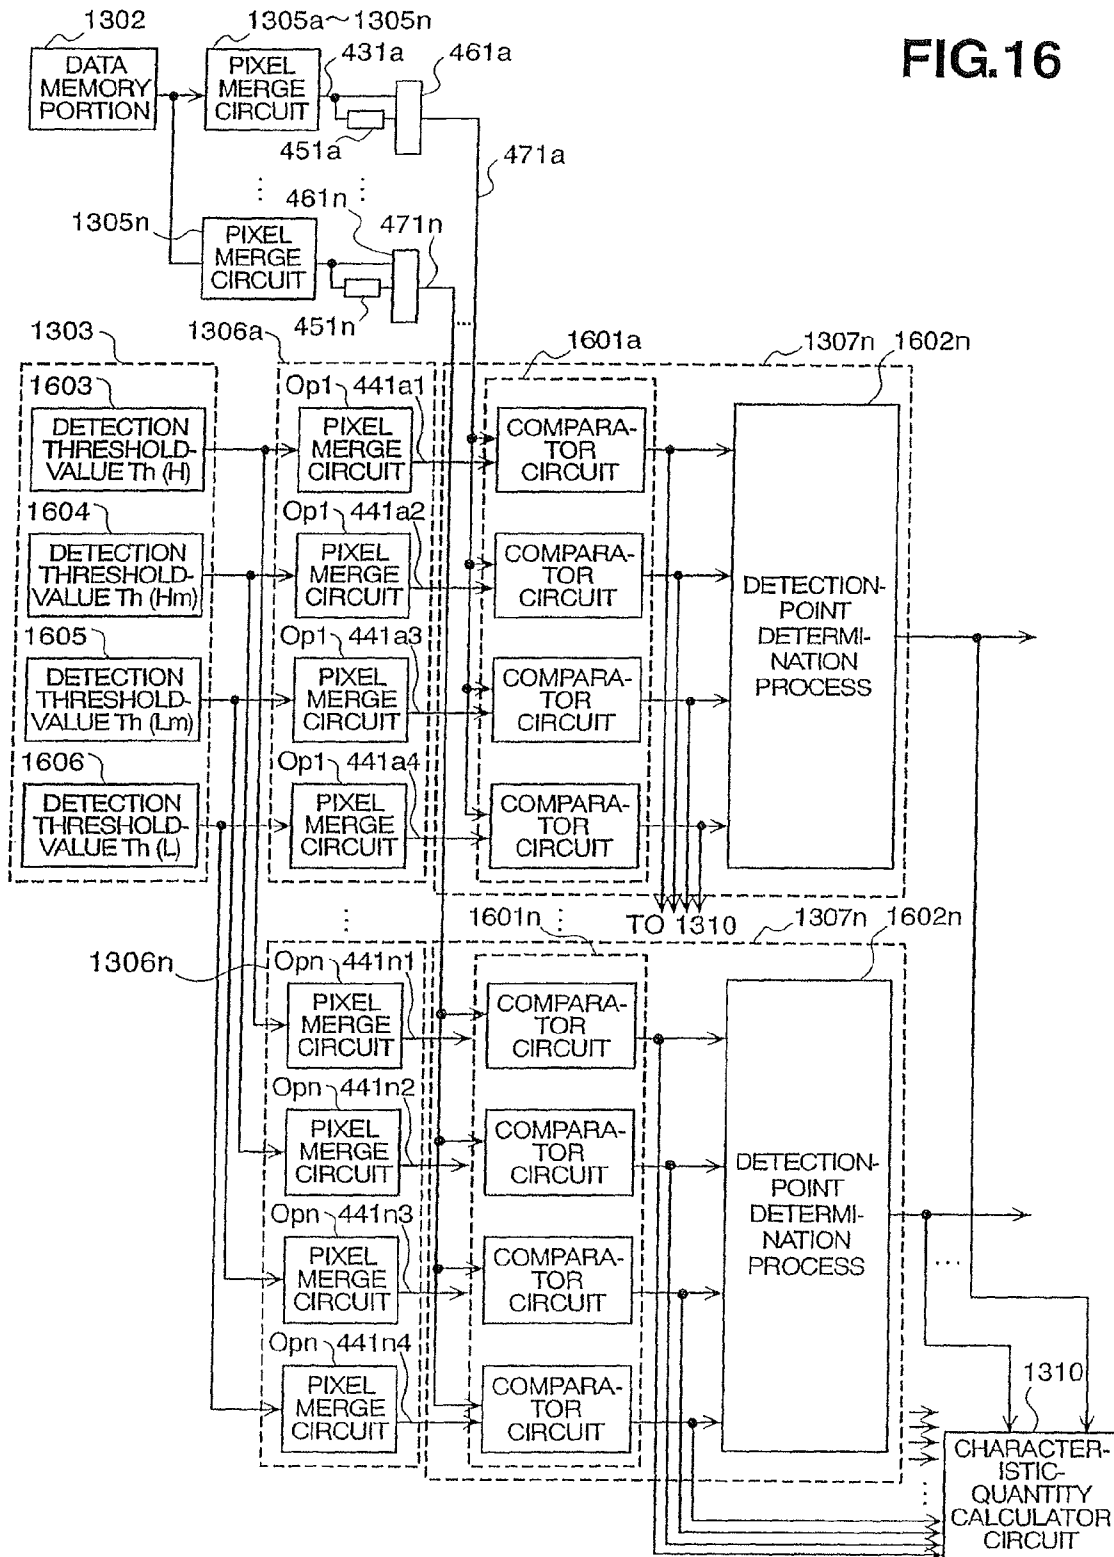 FIG.16
1302
1305a~1305n
431a
461a
DATA
MEMORY
PORTION
PIXEL
MERGE
CIRCUIT
451a
471a
461n
471n
1305n
PIXEL
MERGE
CIRCUIT
451n
1303
1306a
1601a
1307n
1602n
1603
Op1
441a1
DETECTION
THRESHOLD-
VALUE Th (H)
PIXEL
MERGE
CIRCUIT
COMPARA-
TOR
CIRCUIT
1604
Op1
441a2
DETECTION
THRESHOLD-
VALUE Th (Hm)
PIXEL
MERGE
CIRCUIT
COMPARA-
TOR
CIRCUIT
DETECTION-
POINT
DETERMI-
NATION
PROCESS
1605
Op1
441a3
DETECTION
THRESHOLD-
VALUE Th (Lm)
PIXEL
MERGE
CIRCUIT
COMPARA-
TOR
CIRCUIT
1606
Op1
441a4
DETECTION
THRESHOLD-
VALUE Th (L)
PIXEL
MERGE
CIRCUIT
COMPARA-
TOR
CIRCUIT
TO 1310
1601n
1307n
1602n
1306n
Opn
441n1
PIXEL
MERGE
CIRCUIT
COMPARA-
TOR
CIRCUIT
Opn
441n2
PIXEL
MERGE
CIRCUIT
COMPARA-
TOR
CIRCUIT
DETECTION-
POINT
DETERMI-
NATION
PROCESS
Opn
441n3
PIXEL
MERGE
CIRCUIT
COMPARA-
TOR
CIRCUIT
Opn
441n4
PIXEL
MERGE
CIRCUIT
COMPARA-
TOR
CIRCUIT
1310
CHARACTER-
ISTIC-
QUANTITY
CALCULATOR
CIRCUIT